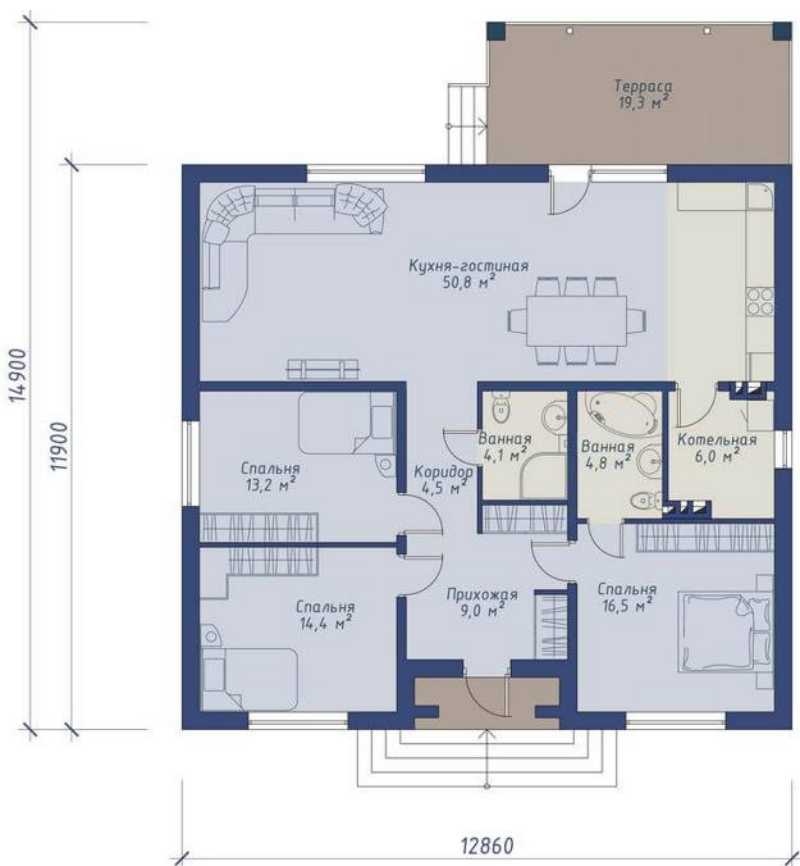 Терраса
19,3 м²
Кухня-гостиная
50,8 м²
14900
11900
Ванная
4,1 м²
Ванная
4,8 м²
Котельная
6,0 м²
Спальня
13,2 м²
Коридор
4,5 м²
Спальня
14,4 м²
Прихожая
9,0 м²
Спальня
16,5 м²
12860